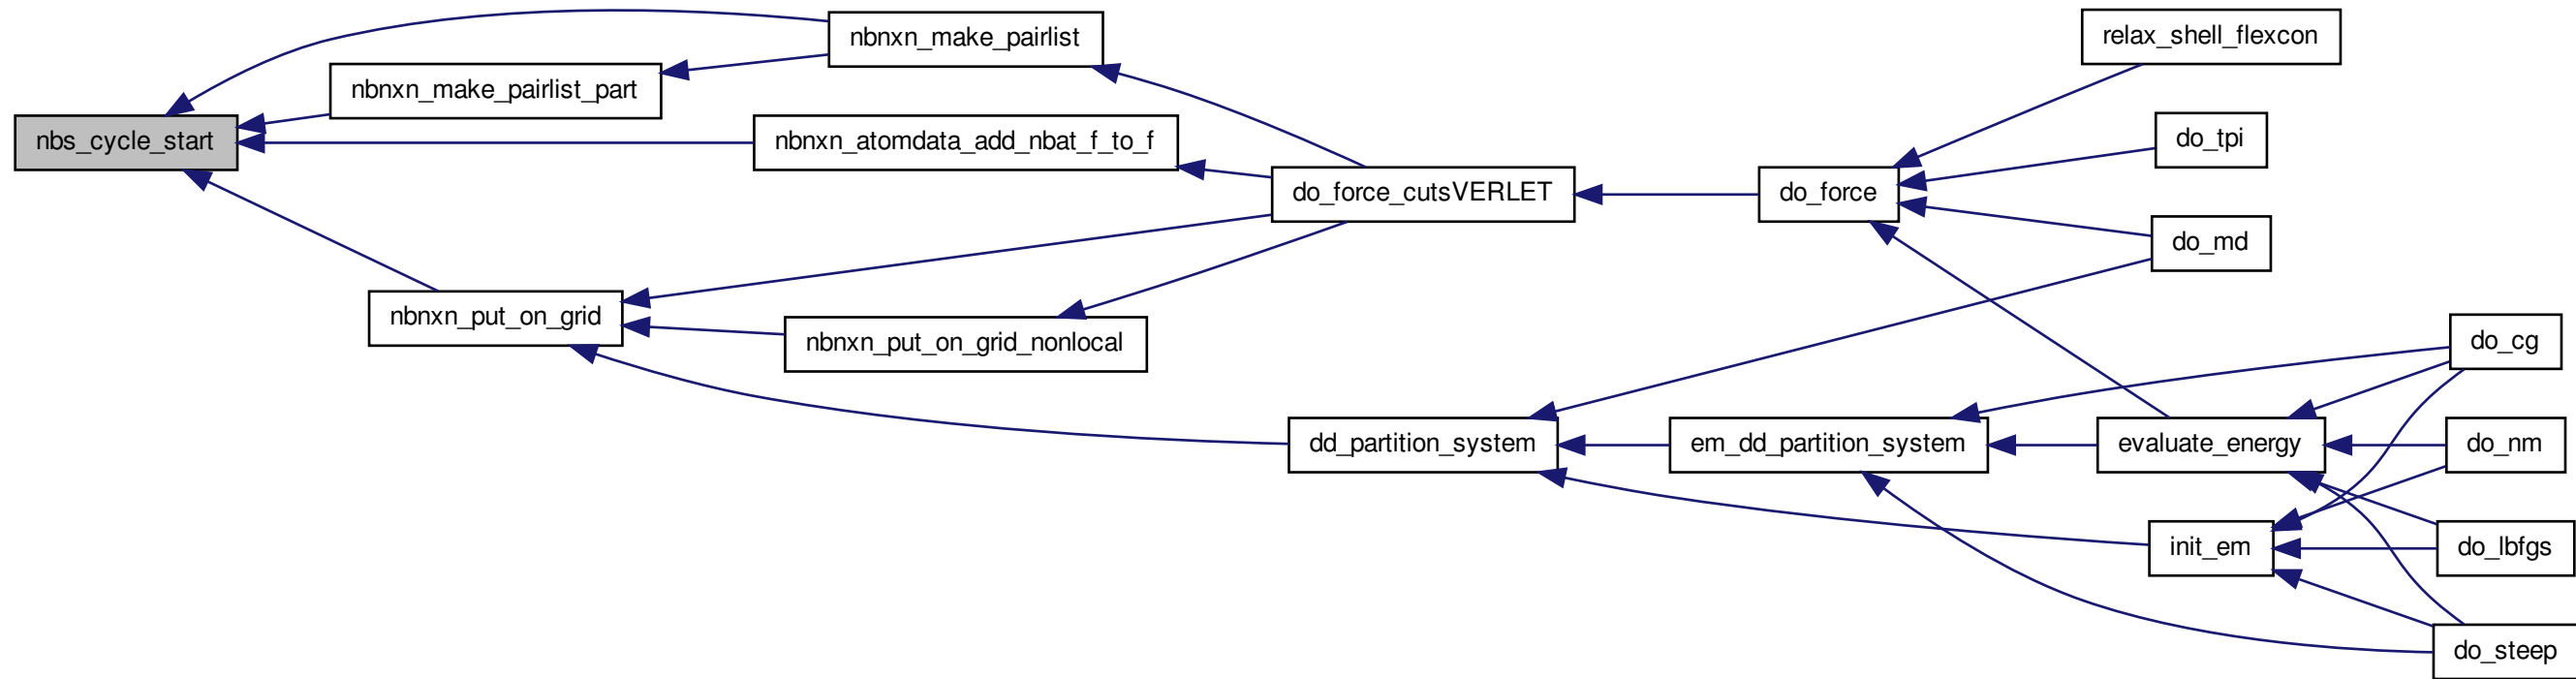 nbs_cycle_start
nbnxn_make_pairlist
nbnxn_make_pairlist_part
nbnxn_atomdata_add_nbat_f_to_f
nbnxn_put_on_grid
nbnxn_put_on_grid_nonlocal
do_force_cutsVERLET
do_force
relax_shell_flexcon
do_tpi
do_md
dd_partition_system
em_dd_partition_system
evaluate_energy
init_em
do_cg
do_nm
do_lbfgs
do_steep